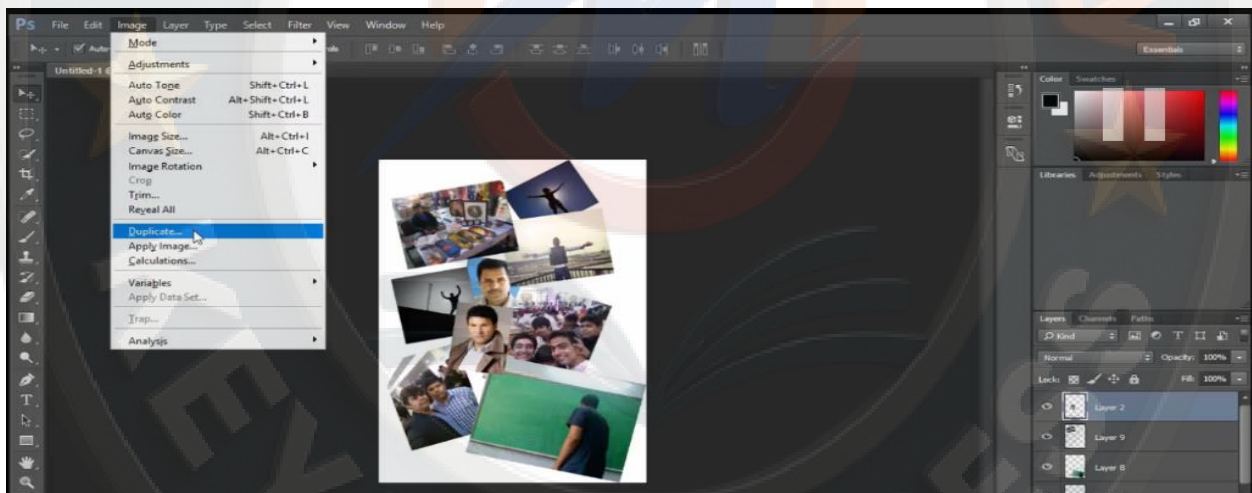 Ps File Edit Image Layer Type Select Filter View Window Help
Auto-
Essentials
Untitled-1 @
Mode
Adjustments
Auto Tone Shift+Ctrl+L
Auto Contrast Alt+Shift+Ctrl+L
Auto Color Shift+Ctrl+B
Image Size... Alt+Ctrl+I
Canvas Size... Alt+Ctrl+C
Image Rotation
Crop
Trim...
Reveal All
Duplicate...
Apply Image...
Calculations...
Variables
Apply Data Set...
Trap...
Analysis
Color Swatches
Libraries Adjustments Styles
Layers Channels Paths
Kind
Normal Opacity: 100%
Lock: Fill: 100%
Layer 2
Layer 9
Layer 8